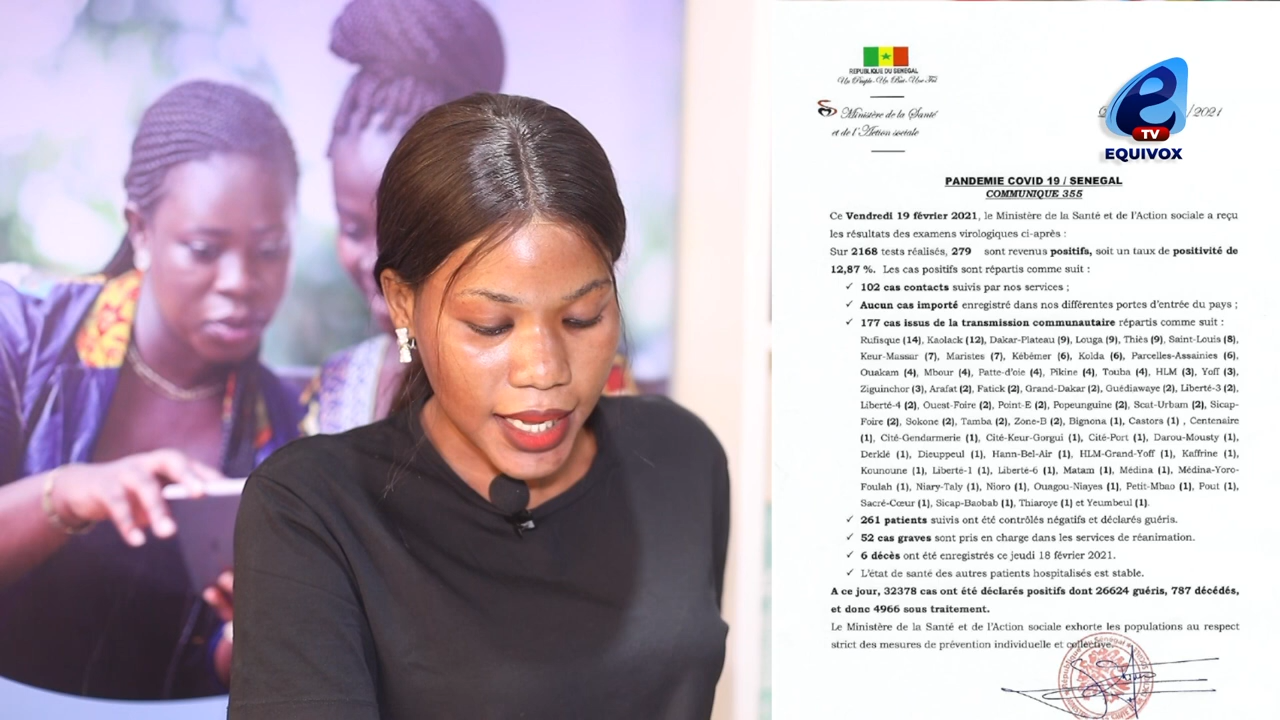 REPUBLIQUE DU SENEGAL
Un Peuple - Un But - Une Foi
Ministère de la Santé
et de l'Action sociale
/2021
e
TV
EQUIVOX
PANDEMIE COVID 19 / SENEGAL
COMMUNIQUE 355
Ce Vendredi 19 février 2021, le Ministère de la Santé et de l'Action sociale a reçu
les résultats des examens virologiques ci-après :
Sur 2168 tests réalisés, 279 sont revenus positifs, soit un taux de positivité de
12,87 %. Les cas positifs sont répartis comme suit :
✓ 102 cas contacts suivis par nos services ;
✓ Aucun cas importé enregistré dans nos différentes portes d'entrée du pays ;
✓ 177 cas issus de la transmission communautaire répartis comme suit :
Rufisque (14), Kaolack (12), Dakar-Plateau (9), Louga (9), Thiès (9), Saint-Louis (8),
Keur-Massar (7), Maristes (7), Kébémer (6), Kolda (6), Parcelles-Assainies (6),
Ouakam (4), Mbour (4), Patte-d'oie (4), Pikine (4), Touba (4), HLM (3), Yoff (3),
Ziguinchor (3), Arafat (2), Fatick (2), Grand-Dakar (2), Guédiawaye (2), Liberté-3 (2),
Liberté-4 (2), Ouest-Foire (2), Point-E (2), Popeunguine (2), Scat-Urbam (2), Sicap-
Foire (2), Sokone (2), Tamba (2), Zone-B (2), Bignona (1), Castors (1) , Centenaire
(1), Cité-Gendarmerie (1), Cité-Keur-Gorgui (1), Cité-Port (1), Darou-Mousty (1),
Derklé (1), Dieuppeul (1), Hann-Bel-Air (1), HLM-Grand-Yoff (1), Kaffrine (1),
Kounoune (1), Liberté-1 (1), Liberté-6 (1), Matam (1), Médina (1), Médina-Yoro-
Foulah (1), Niary-Taly (1), Nioro (1), Ouagou-Niayes (1), Petit-Mbao (1), Pout (1),
Sacré-Cœur (1), Sicap-Baobab (1), Thiaroye (1) et Yeumbeul (1).
✓ 261 patients suivis ont été contrôlés négatifs et déclarés guéris.
✓ 52 cas graves sont pris en charge dans les services de réanimation.
✓ 6 décès ont été enregistrés ce jeudi 18 février 2021.
✓ L'état de santé des autres patients hospitalisés est stable.
A ce jour, 32378 cas ont été déclarés positifs dont 26624 guéris, 787 décédés,
et donc 4966 sous traitement.
Le Ministère de la Santé et de l'Action sociale exhorte les populations au respect
strict des mesures de prévention individuelle et collective.